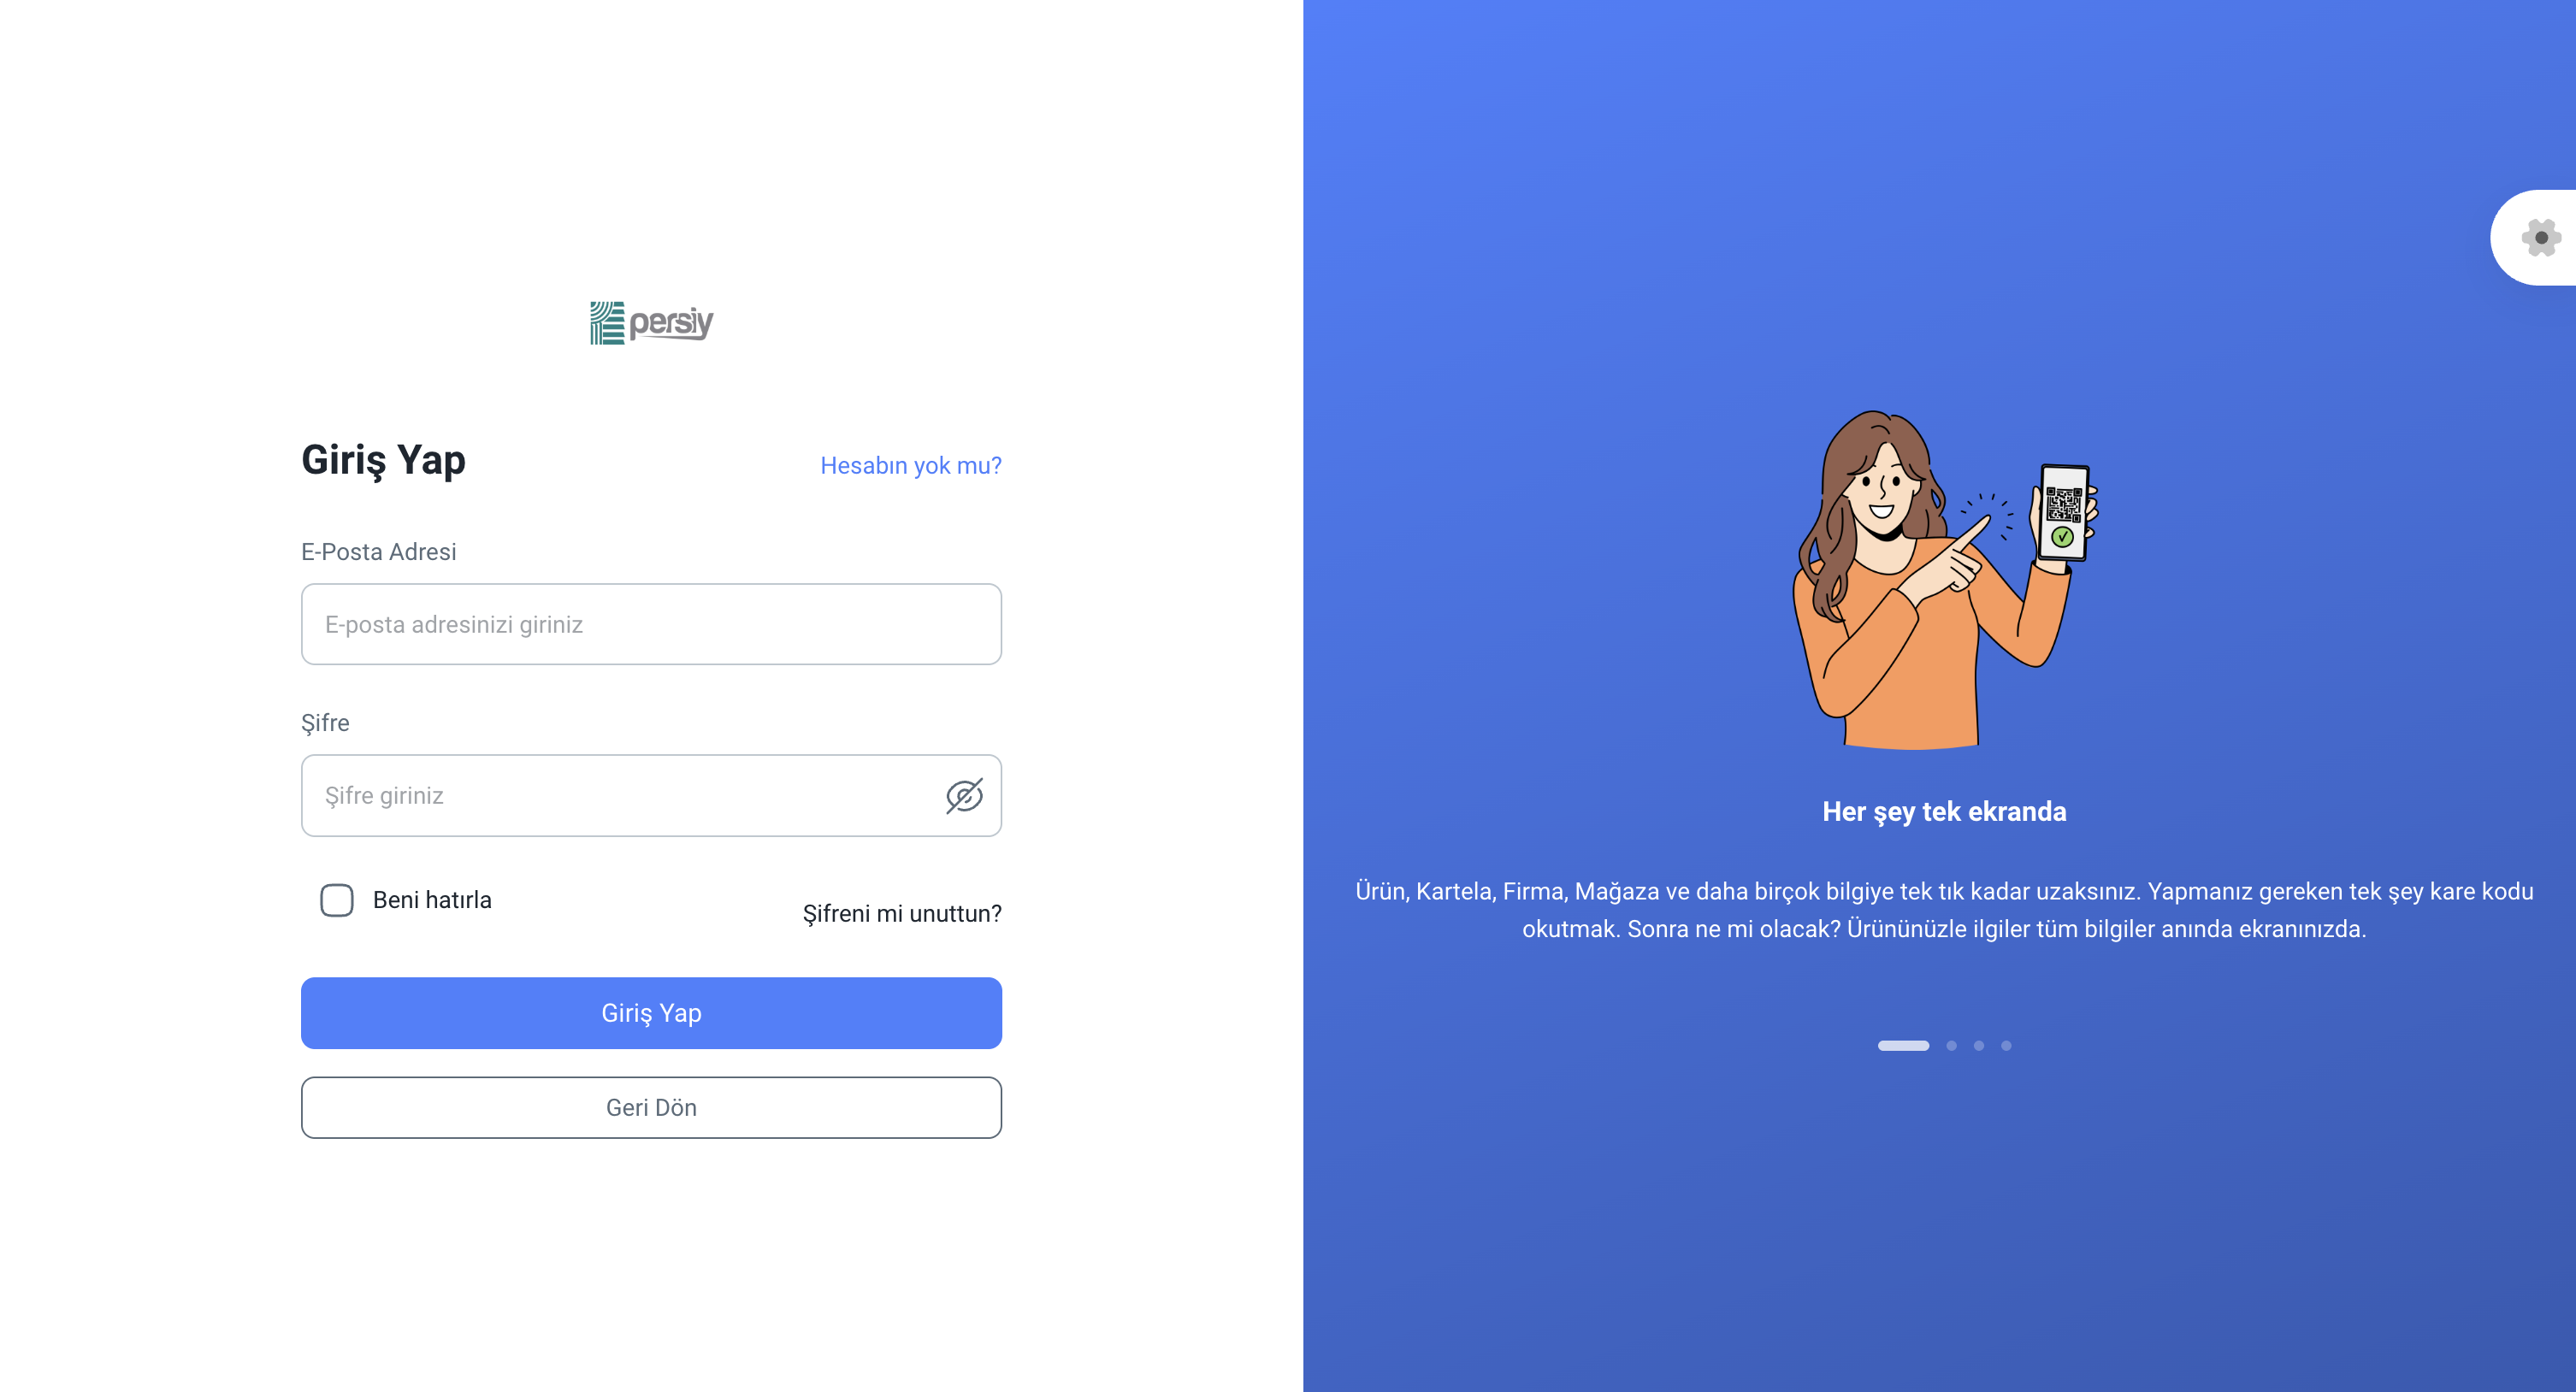 persiy
Giriş Yap
Hesabın yok mu?
E-Posta Adresi
E-posta adresinizi giriniz
Şifre
Şifre giriniz
Beni hatırla
Şifreni mi unuttun?
Giriş Yap
Geri Dön
Her şey tek ekranda
Ürün, Kartela, Firma, Mağaza ve daha birçok bilgiye tek tık kadar uzaksınız. Yapmanız gereken tek şey kare kodu
okutmak. Sonra ne mi olacak? Ürününüzle ilgiler tüm bilgiler anında ekranınızda.